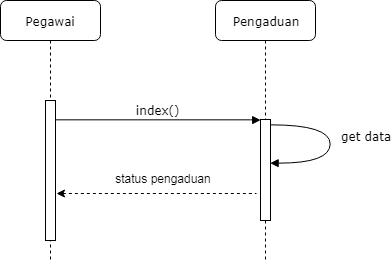 Pegawai
Pengaduan
index()
get data
status pengaduan